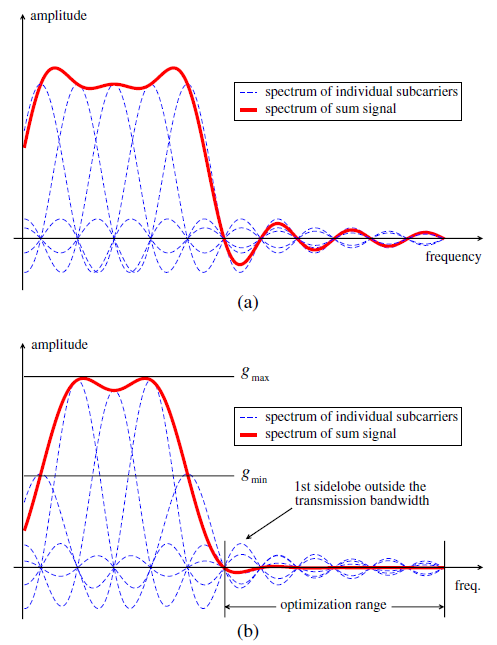 amplitude
spectrum of individual subcarriers
spectrum of sum signal
frequency
(a)
amplitude
g max
spectrum of individual subcarriers
spectrum of sum signal
g min
1st sidelobe outside the
transmission bandwidth
freq.
optimization range
(b)